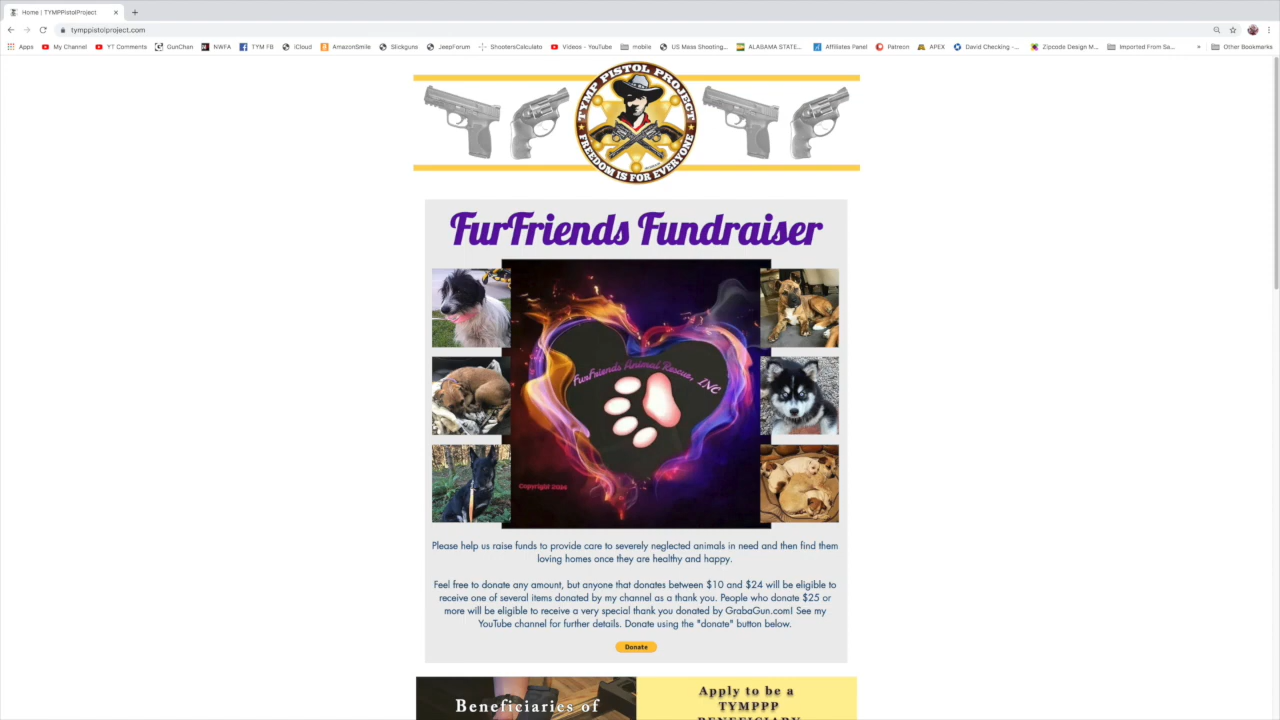 Home | TYMPPistolProject
tymppistolproject.com
Apps My Channel YT Comments GunChan NWFA TYM FB iCloud AmazonSmile Slickguns JeepForum ShootersCalculato Videos - YouTube mobile US Mass Shooting... ALABAMA STATE... Affiliates Panel Patreon APEX David Checking -... Zipcode Design M... Imported From Sa... » Other Bookmarks
TYMP PISTOL PROJECT
FREEDOM IS FOR EVERYONE
FurFriends Fundraiser
FurFriends Animal Rescue, INC
Please help us raise funds to provide care to severely neglected animals in need and then find them
loving homes once they are healthy and happy.
Feel free to donate any amount, but anyone that donates between $10 and $24 will be eligible to
receive one of several items donated by my channel as a thank you. People who donate $25 or
more will be eligible to receive a very special thank you donated by GrabaGun.com! See my
YouTube channel for further details. Donate using the "donate" button below.
Donate
Beneficiaries of
Apply to be a
TYMPPP
BENEFICIARY